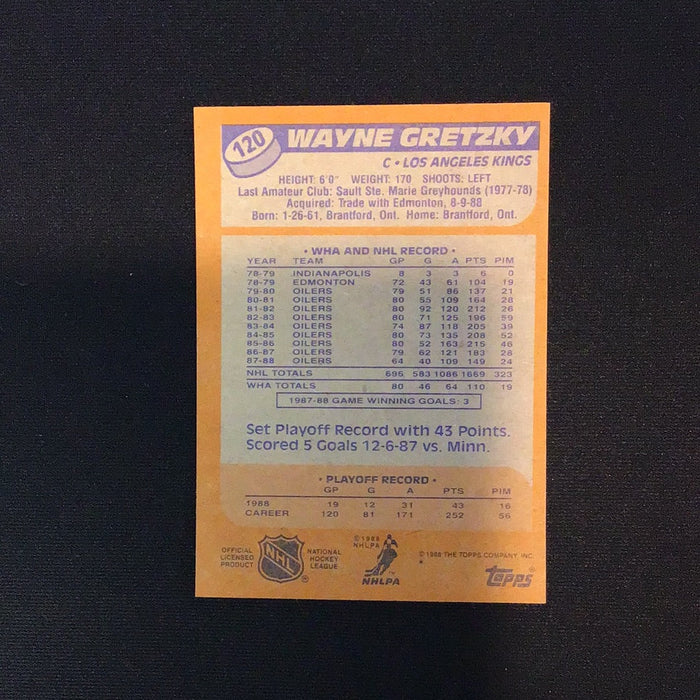 120
WAYNE GRETZKY
C • LOS ANGELES KINGS
HEIGHT: 6'0" WEIGHT: 170 SHOOTS: LEFT
Last Amateur Club: Sault Ste. Marie Greyhounds (1977-78)
Acquired: Trade with Edmonton, 8-9-88
Born: 1-26-61, Brantford, Ont. Home: Brantford, Ont.
• WHA AND NHL RECORD •
YEAR TEAM GP G A PTS PIM
78-79 INDIANAPOLIS 8 3 3 6 0
78-79 EDMONTON 72 43 61 104 19
79-80 OILERS 79 51 86 137 21
80-81 OILERS 80 55 109 164 28
81-82 OILERS 80 92 120 212 26
82-83 OILERS 80 71 125 196 59
83-84 OILERS 74 87 118 205 39
84-85 OILERS 80 73 135 208 52
85-86 OILERS 80 52 163 215 46
86-87 OILERS 79 62 121 183 28
87-88 OILERS 64 40 109 149 24
NHL TOTALS 696 583 1086 1669 323
WHA TOTALS 80 46 64 110 19
1987-88 GAME WINNING GOALS: 3
Set Playoff Record with 43 Points.
Scored 5 Goals 12-6-87 vs. Minn.
• PLAYOFF RECORD •
GP G A PTS PIM
1988 19 12 31 43 16
CAREER 120 81 171 252 56
OFFICIAL LICENSED PRODUCT
NHL
NATIONAL HOCKEY LEAGUE
© 1988 NHLPA
NHLPA
© 1988 THE TOPPS COMPANY, INC.
*
Topps®